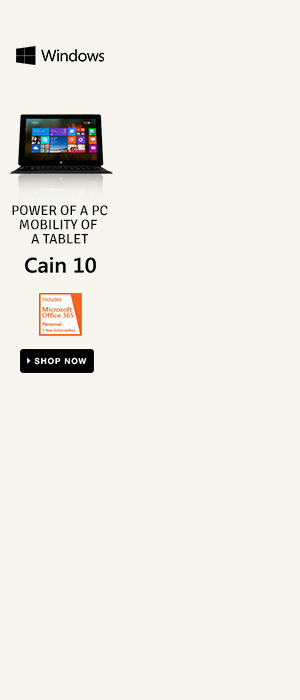 Windows
POWER OF A PC
MOBILITY OF
A TABLET
Cain 10
Includes
Microsoft
Office 365
Personal
1-Year Subscription
SHOP NOW